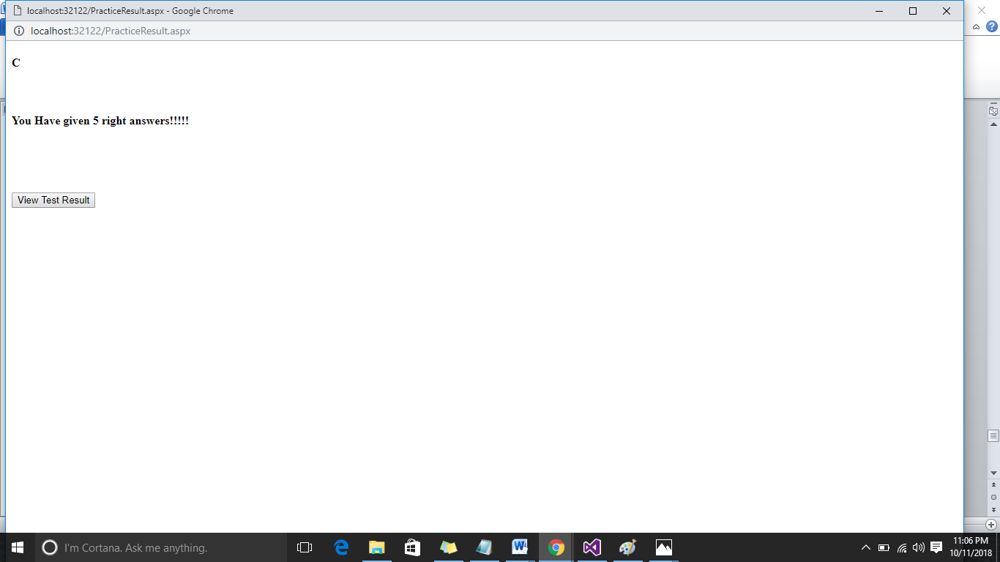 localhost:32122/PracticeResult.aspx - Google Chrome
localhost:32122/PracticeResult.aspx
C
You Have given 5 right answers!!!!!
View Test Result
I'm Cortana. Ask me anything.
11:06 PM
10/11/2018